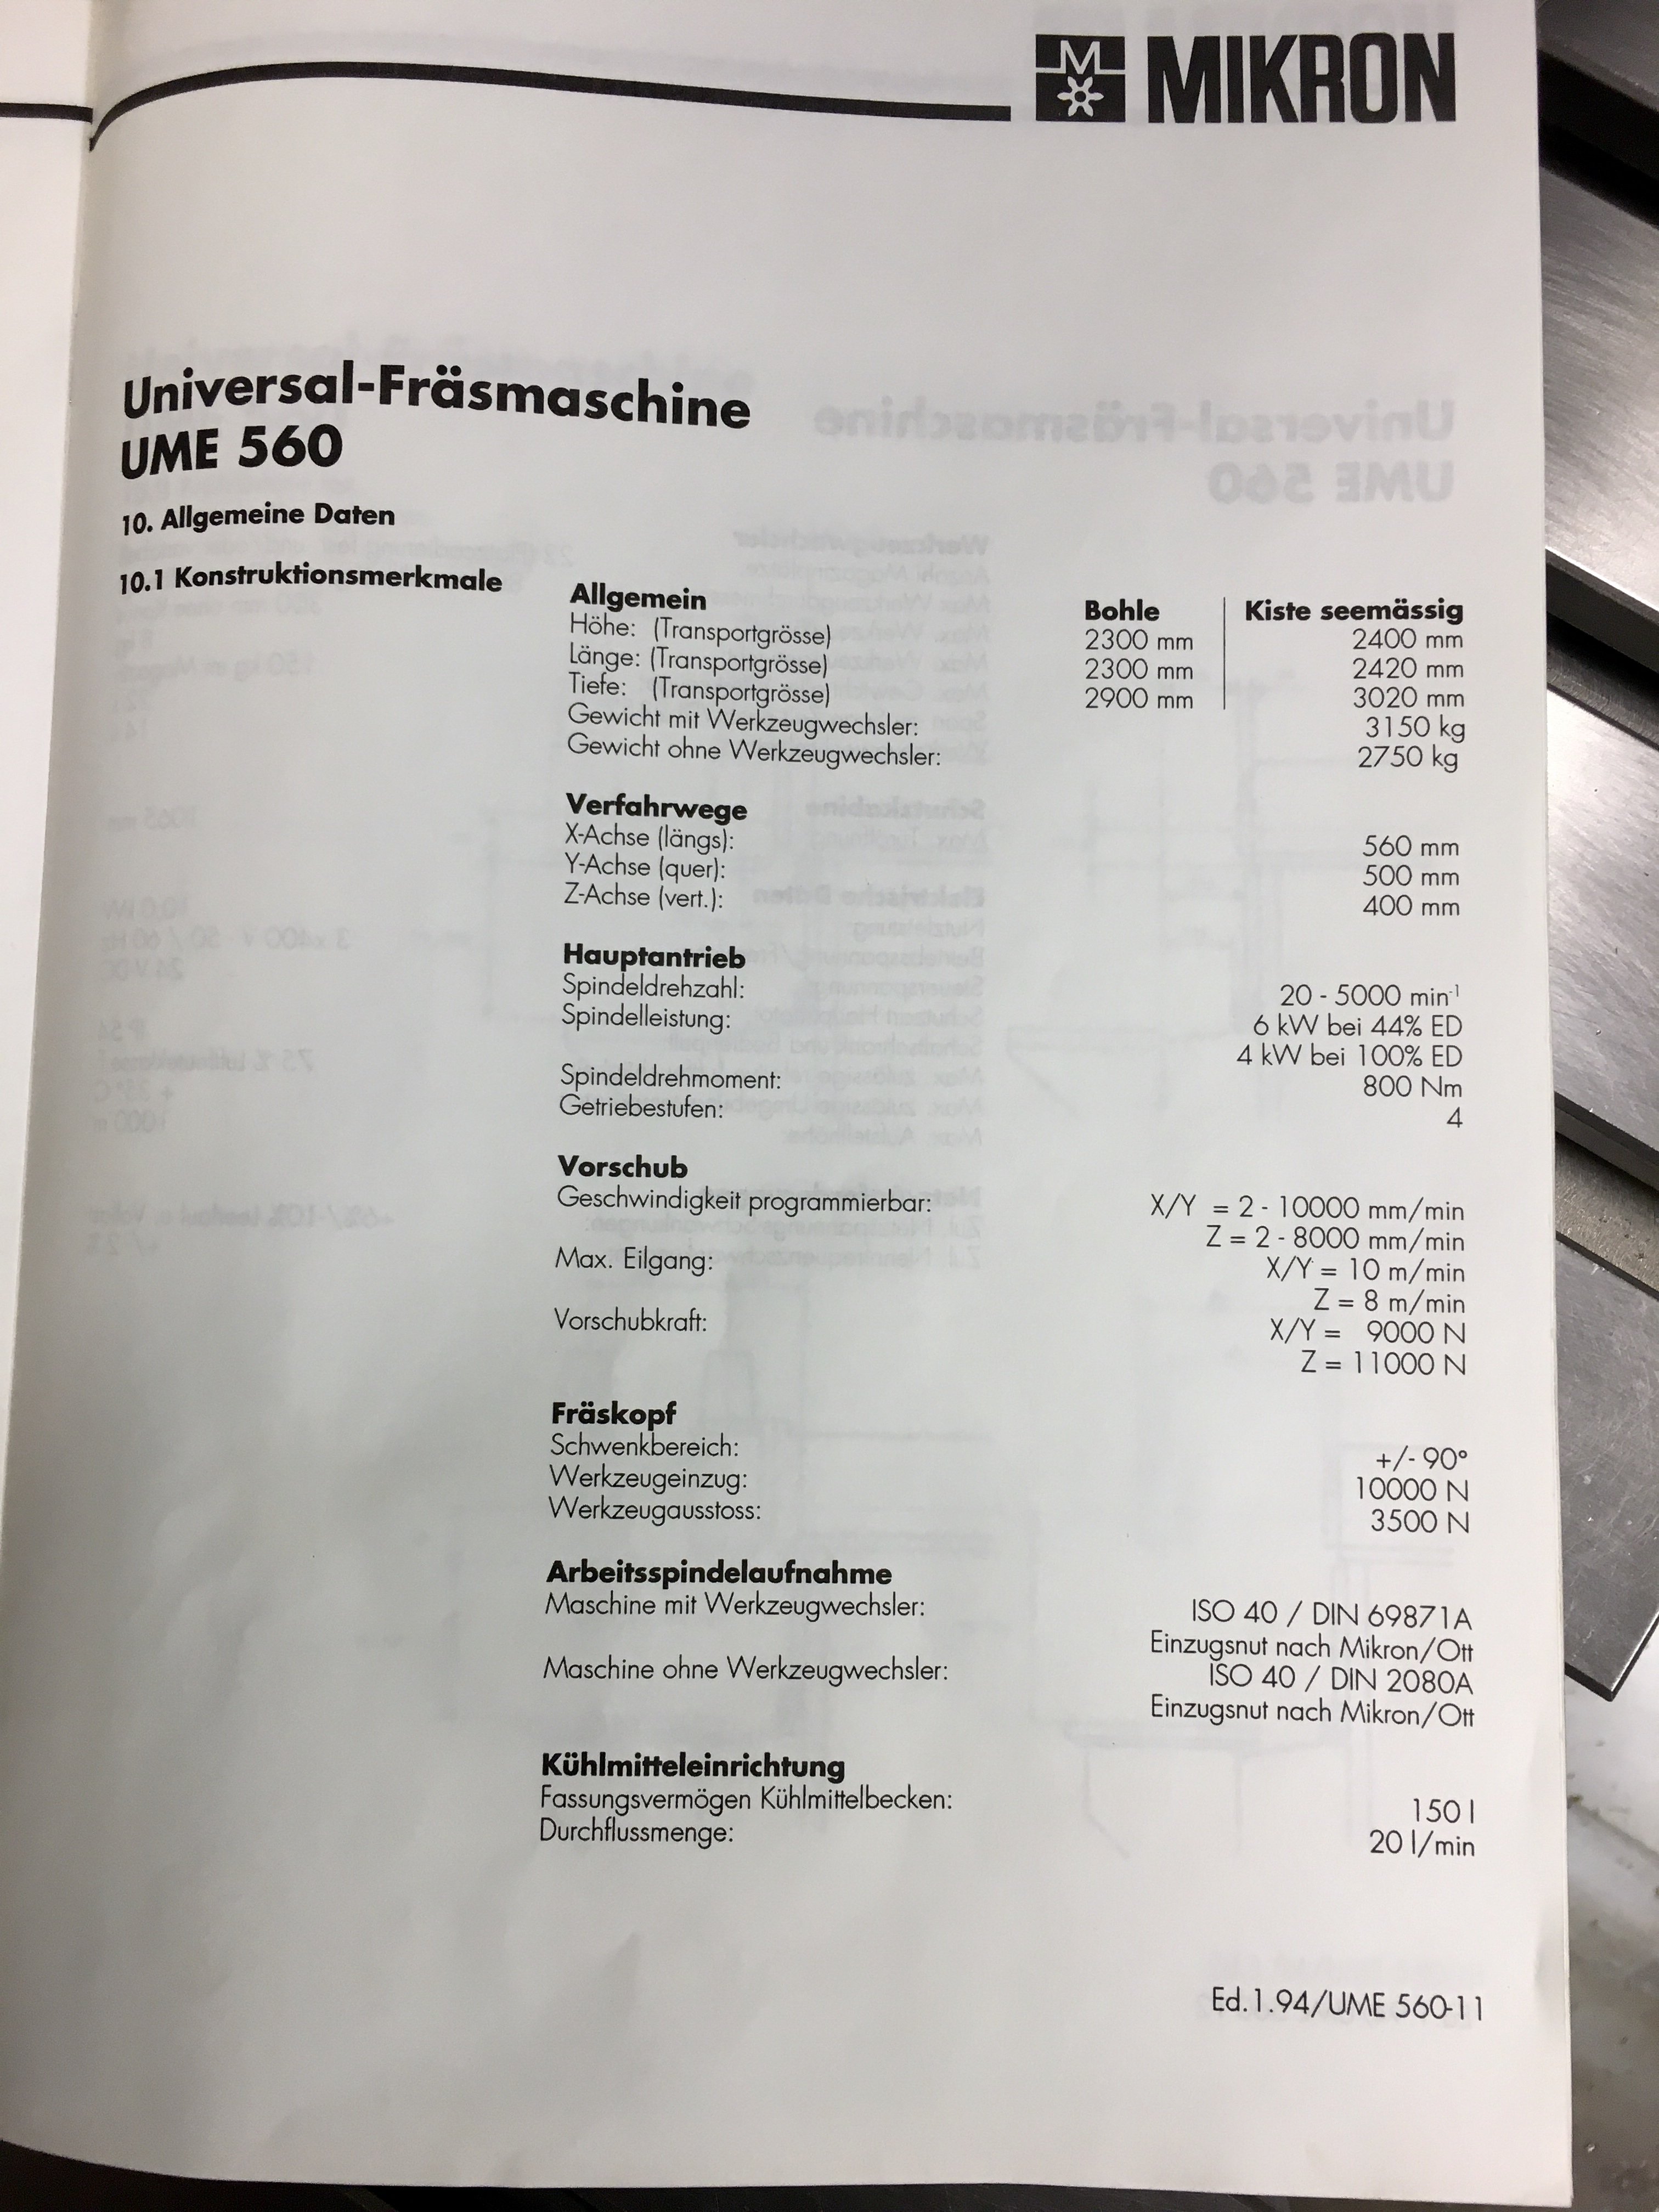 MIKRON
Universal-Fräsmaschine
UME 560
10. Allgemeine Daten
10.1 Konstruktionsmerkmale
Allgemein Bohle Kiste seemässig
Höhe: (Transportgrösse) 2300 mm 2400 mm
Länge: (Transportgrösse) 2300 mm 2420 mm
Tiefe: (Transportgrösse) 2900 mm 3020 mm
Gewicht mit Werkzeugwechsler: 3150 kg
Gewicht ohne Werkzeugwechsler: 2750 kg
Verfahrwege
X-Achse (längs): 560 mm
Y-Achse (quer): 500 mm
Z-Achse (vert.): 400 mm
Hauptantrieb
Spindeldrehzahl: 20 - 5000 min⁻¹
Spindelleistung: 6 kW bei 44% ED
4 kW bei 100% ED
Spindeldrehmoment: 800 Nm
Getriebestufen: 4
Vorschub
Geschwindigkeit programmierbar: X/Y = 2 - 10000 mm/min
Z = 2 - 8000 mm/min
Max. Eilgang: X/Y = 10 m/min
Z = 8 m/min
Vorschubkraft: X/Y = 9000 N
Z = 11000 N
Fräskopf
Schwenkbereich: +/- 90°
Werkzeugeinzug: 10000 N
Werkzeugausstoss: 3500 N
Arbeitsspindelaufnahme
Maschine mit Werkzeugwechsler: ISO 40 / DIN 69871A
Einzugsnut nach Mikron/Ott
Maschine ohne Werkzeugwechsler: ISO 40 / DIN 2080A
Einzugsnut nach Mikron/Ott
Kühlmitteleinrichtung
Fassungsvermögen Kühlmittelbecken: 150 l
Durchflussmenge: 20 l/min
Ed.1.94/UME 560-11